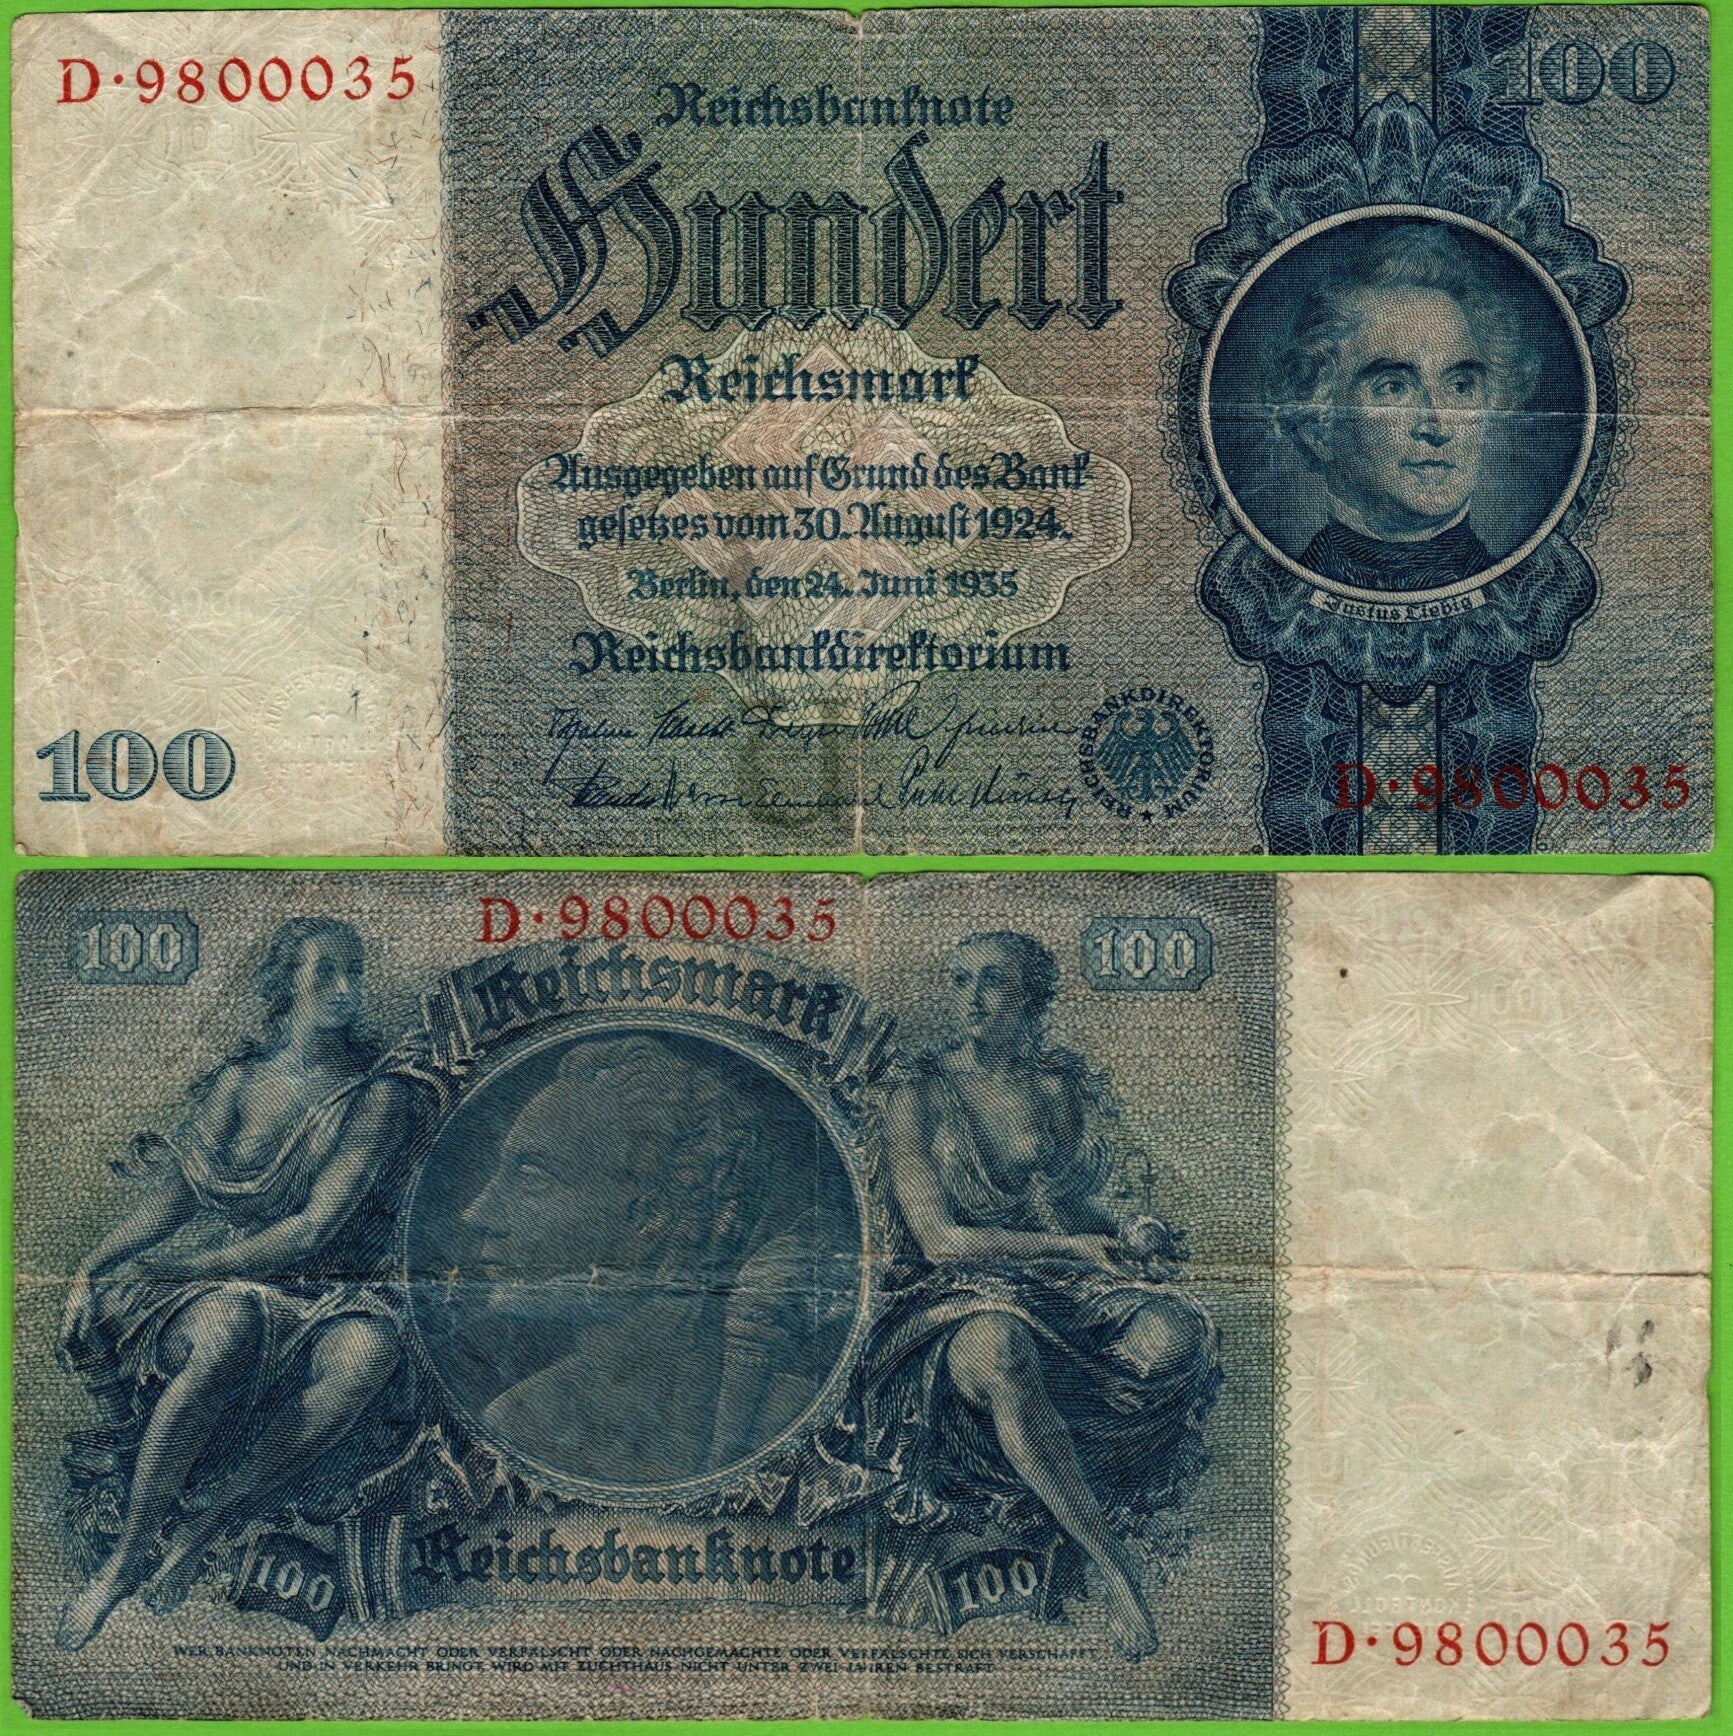 D·9800035
100
Reichsbanknote
Hundert
Reichsmark
Ausgegeben auf Grund des Bank-
gesetzes vom 30. August 1924.
Berlin, den 24. Juni 1935
Reichsbankdirektorium
Justus Liebig
REICHSBANKDIREKTORIUM
100
D·9800035
D·9800035
100
Reichsmark
100
100
Reichsbanknote
100
WER BANKNOTEN NACHMACHT ODER VERFÄLSCHT ODER NACHGEMACHTE ODER VERFÄLSCHTE SICH VERSCHAFFT
UND IN VERKEHR BRINGT, WIRD MIT ZUCHTHAUS NICHT UNTER ZWEI JAHREN BESTRAFT
D·9800035